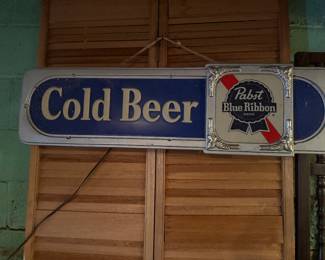 Cold Beer
Pabst
Blue Ribbon